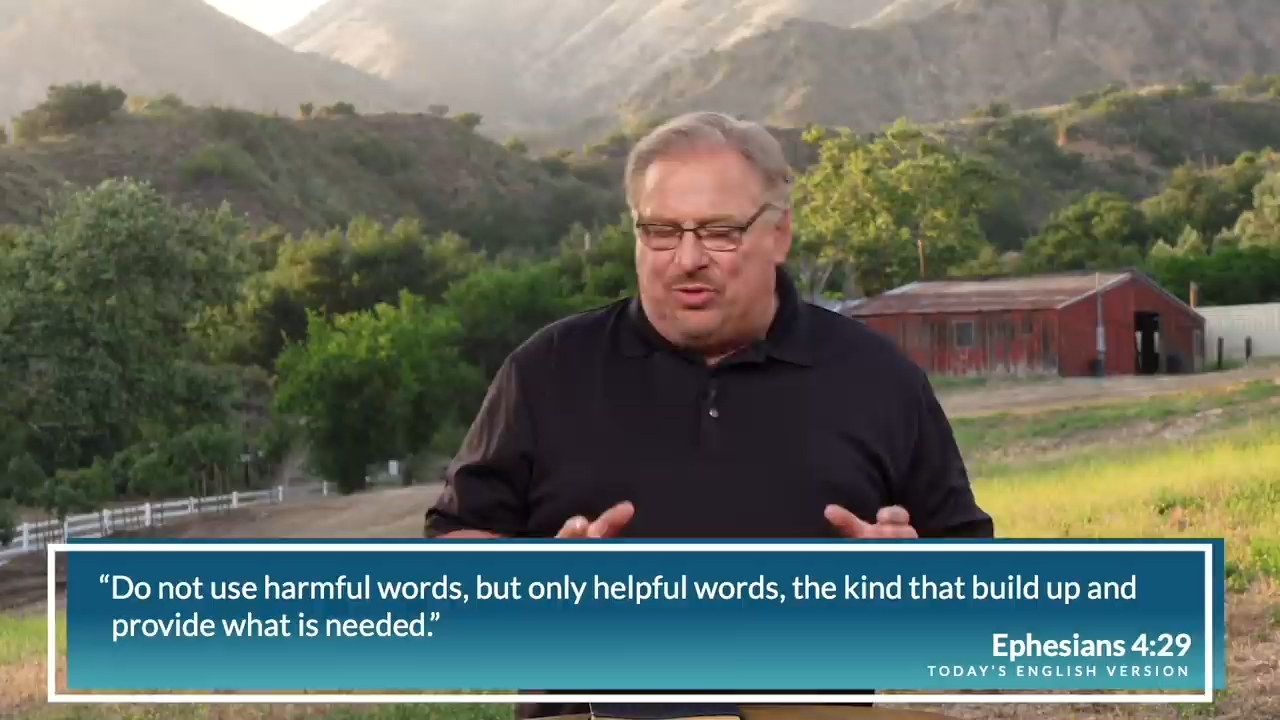 “Do not use harmful words, but only helpful words, the kind that build up and
provide what is needed.”
Ephesians 4:29
TODAY’S ENGLISH VERSION